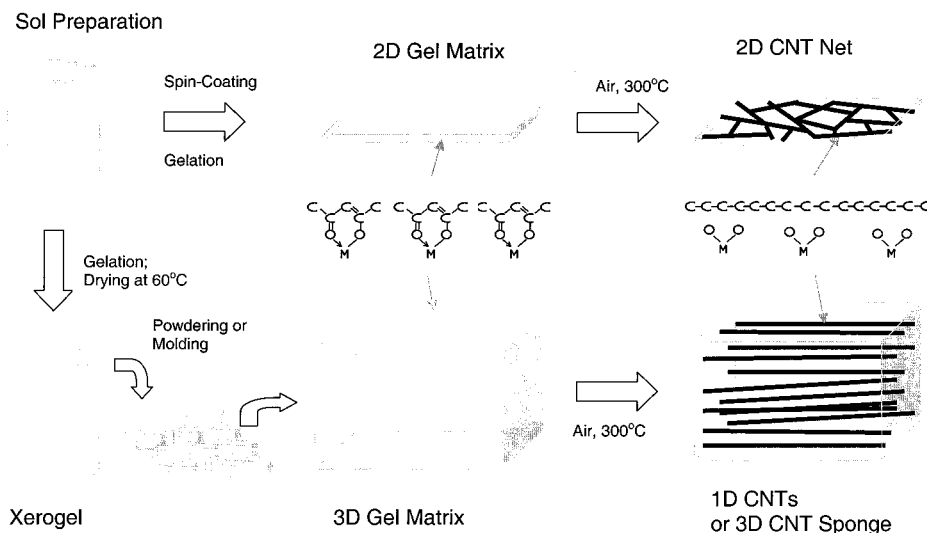 Sol Preparation
2D Gel Matrix
2D CNT Net
Spin-Coating
Gelation
Air, 300°C
C C C C C C C C C
C C C C C C
O O O O O O
M M M
C-C-C-C-C-C-C-C-C-C-C-C-C-C-C-C-C
O O O O O O
M M M
Gelation;
Drying at 60°C
Powdering or
Molding
Air, 300°C
Xerogel
3D Gel Matrix
1D CNTs
or 3D CNT Sponge